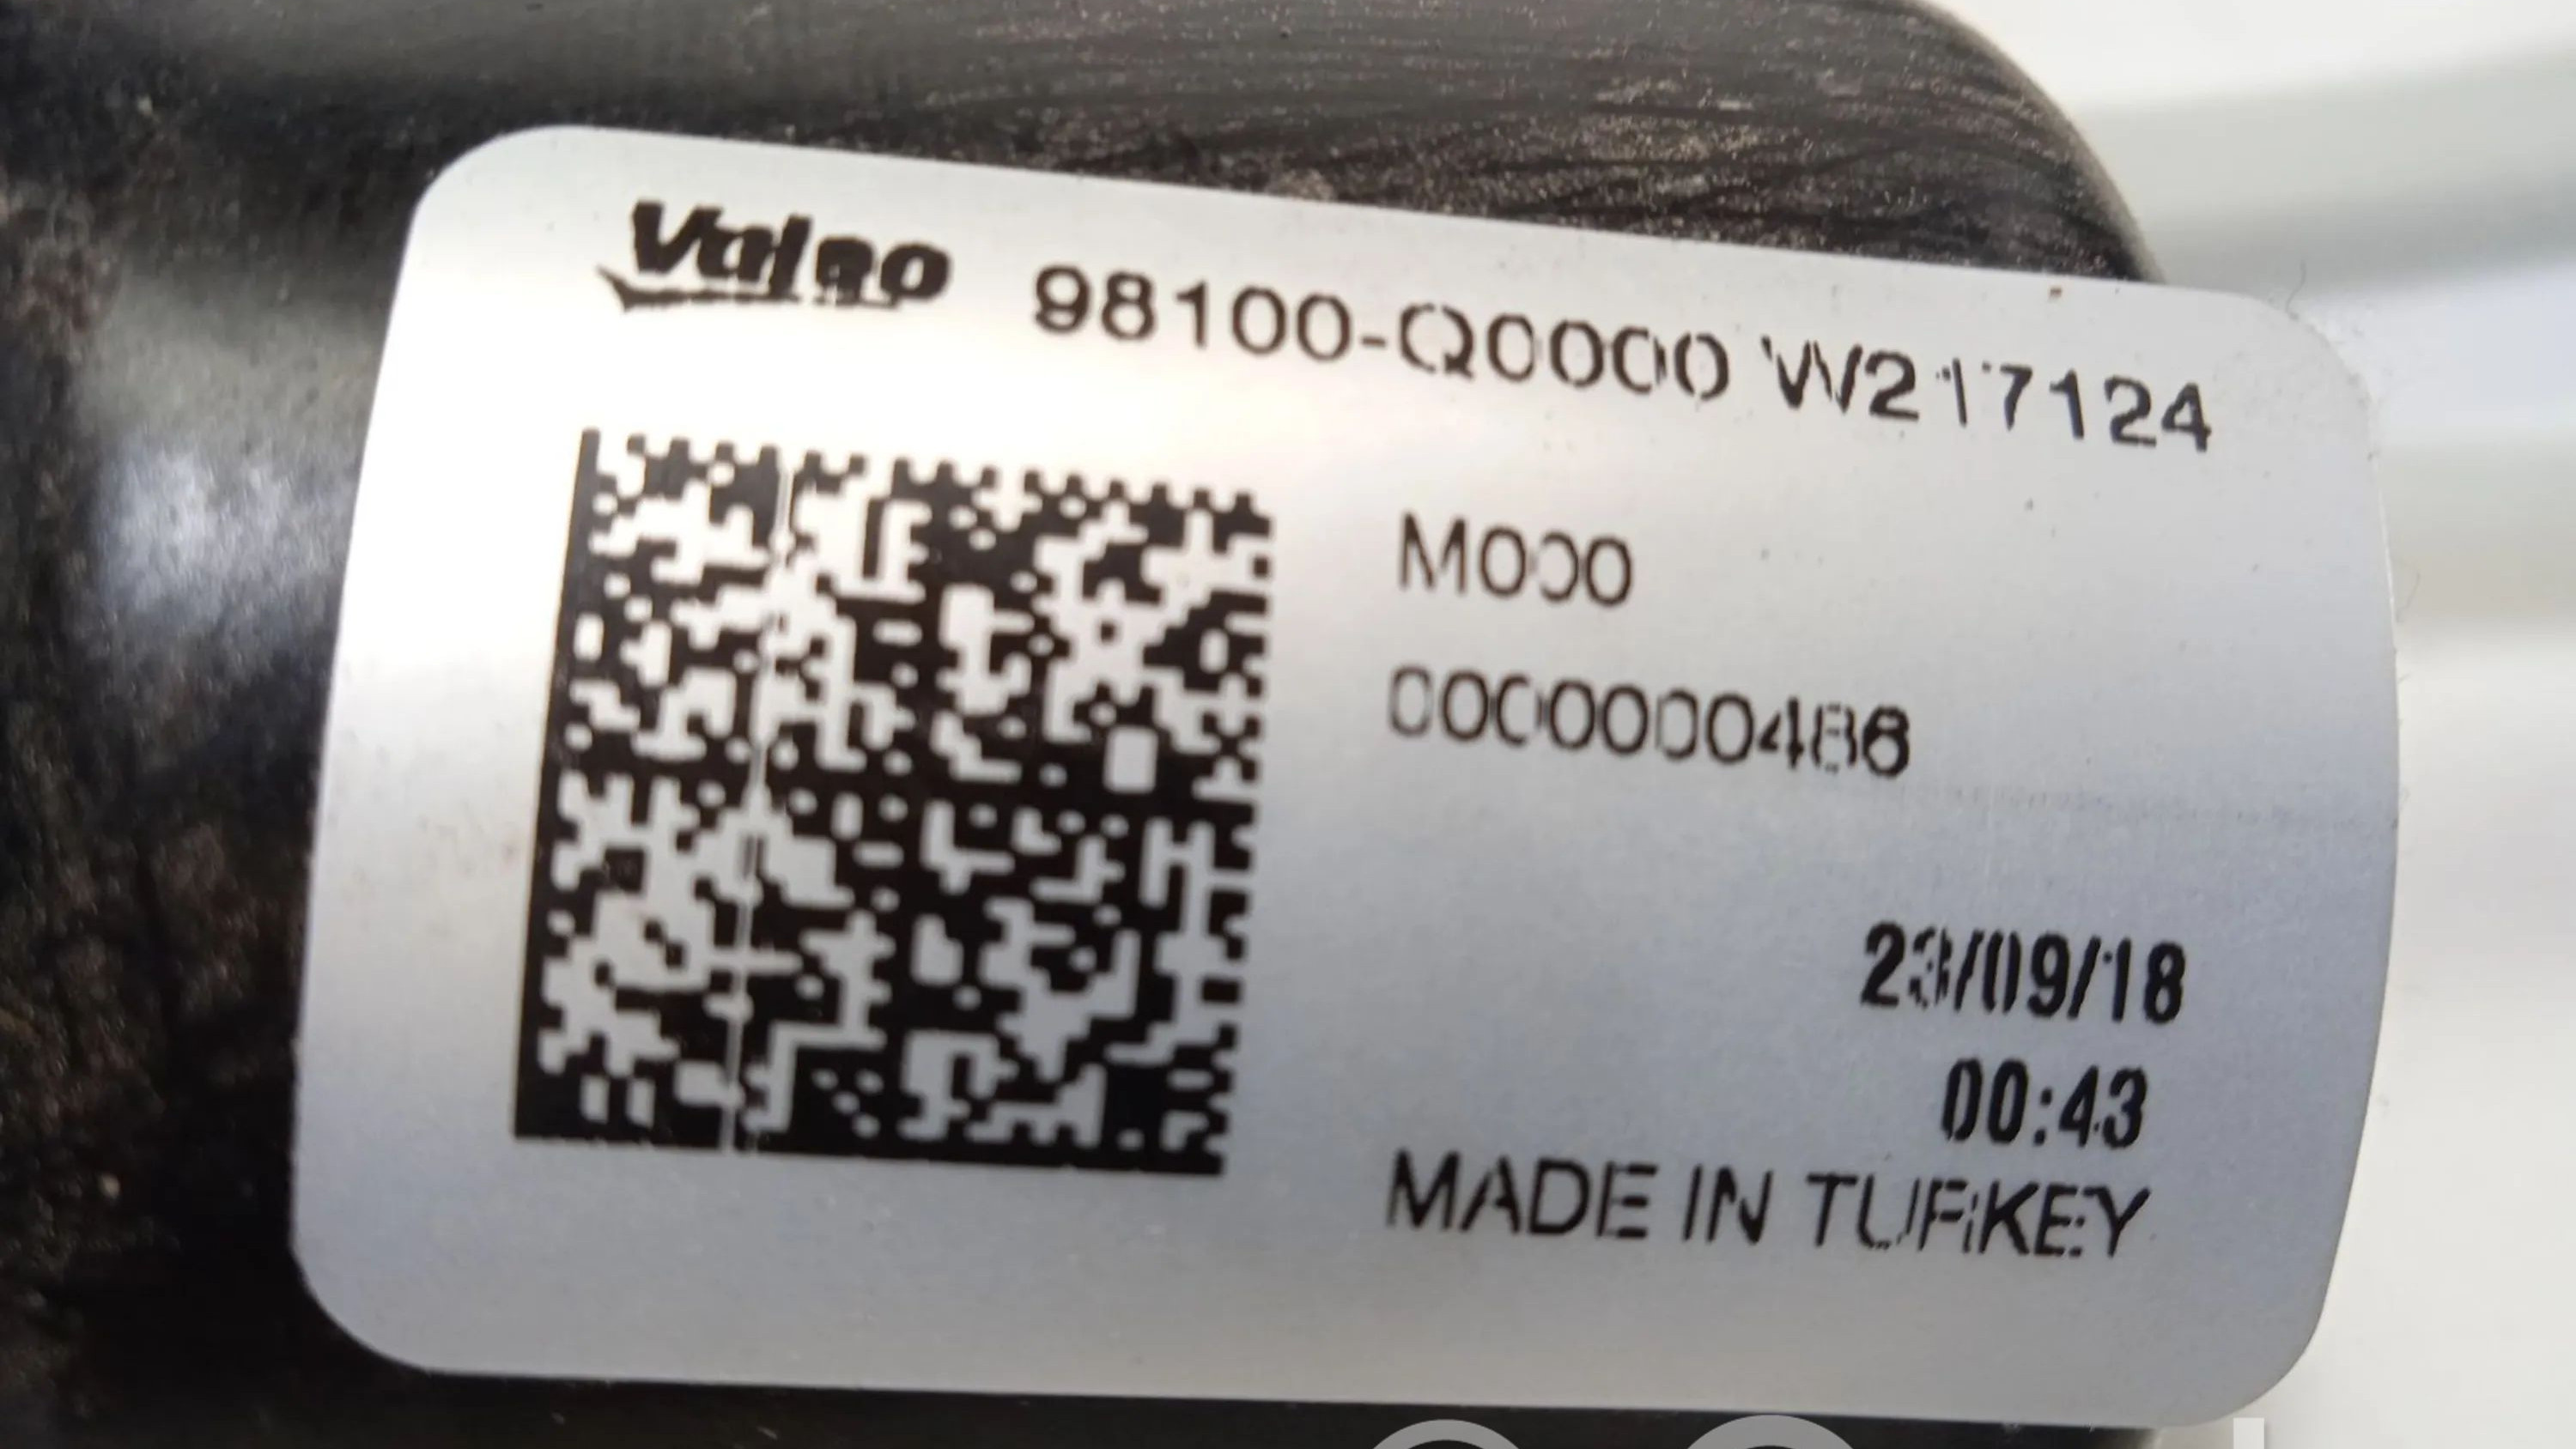 Valeo 98100-Q0000 W217124
M000
0000000486
23/09/18
00:43
MADE IN TURKEY